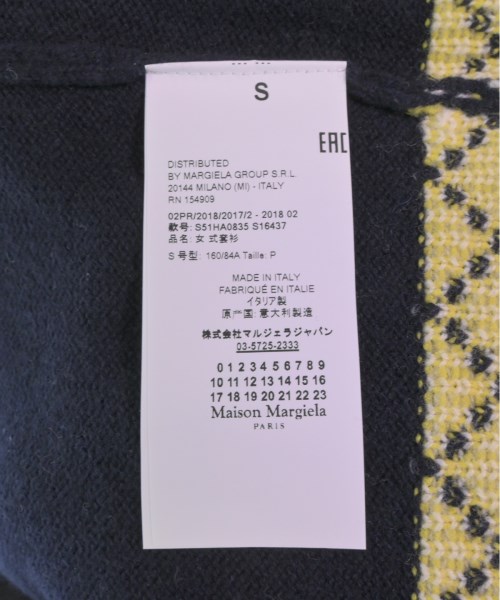 S
EAC
DISTRIBUTED
BY MARGIELA GROUP S.R.L.
20144 MILANO (MI) - ITALY
RN 154909
02PR/2018/2017/2 - 2018 02
款号: S51HA0835 S16437
品名: 女 式套衫
S 号型: 160/84A Taille: P
MADE IN ITALY
FABRIQUÉ EN ITALIE
イタリア製
原产国: 意大利製造
株式会社マルジェラジャパン
03-5725-2333
0 1 2 3 4 5 6 7 8 9
10 11 12 13 14 15 16
17 18 19 20 21 22 23
Maison Margiela
PARIS